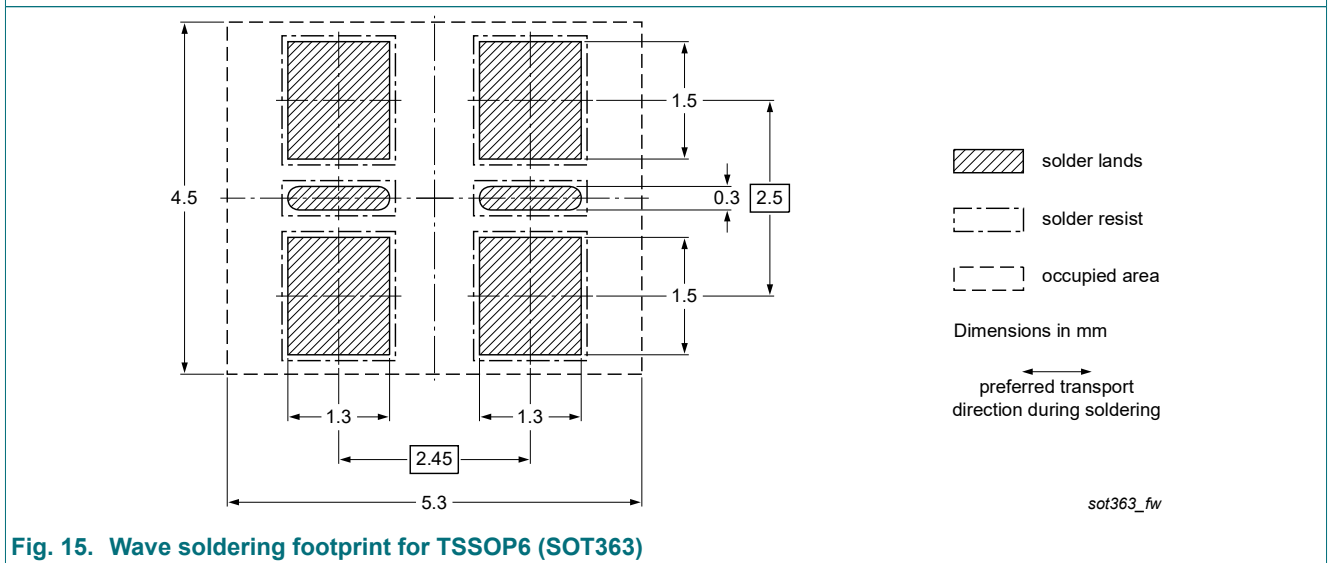 1.5
solder lands
4.5
0.3 2.5
solder resist
occupied area
1.5
Dimensions in mm
preferred transport
direction during soldering
1.3 1.3
2.45
5.3
sot363_fw
Fig. 15. Wave soldering footprint for TSSOP6 (SOT363)